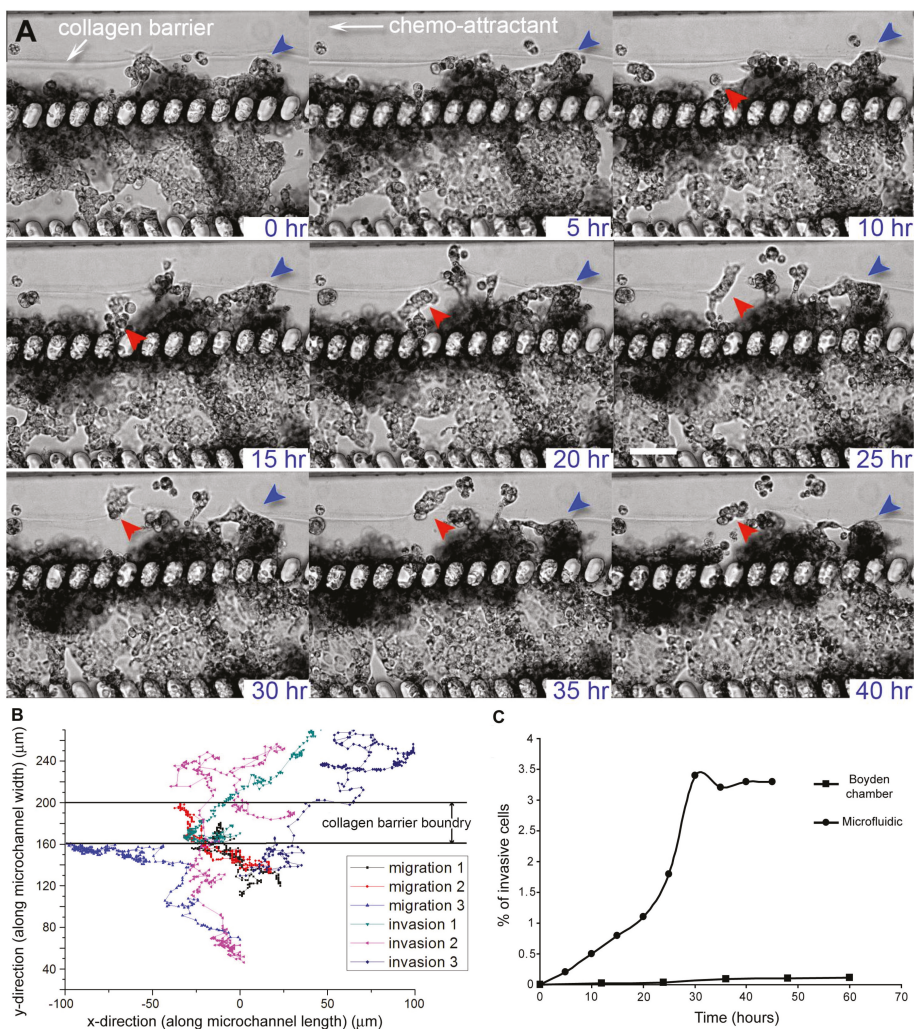 A
collagen barrier
chemo-attractant
0 hr
5 hr
10 hr
15 hr
20 hr
25 hr
30 hr
35 hr
40 hr
B
y-direction (along microchannel width) (µm)
240
200
160
120
80
40
20
collagen barrier boundry
migration 1
migration 2
migration 3
invasion 1
invasion 2
invasion 3
-100
-50
0
50
100
x-direction (along microchannel length) (µm)
C
% of invasive cells
4
3.5
3
2.5
2
1.5
1
0.5
0
Boyden
chamber
Microfluidic
0
10
20
30
40
50
60
70
Time (hours)